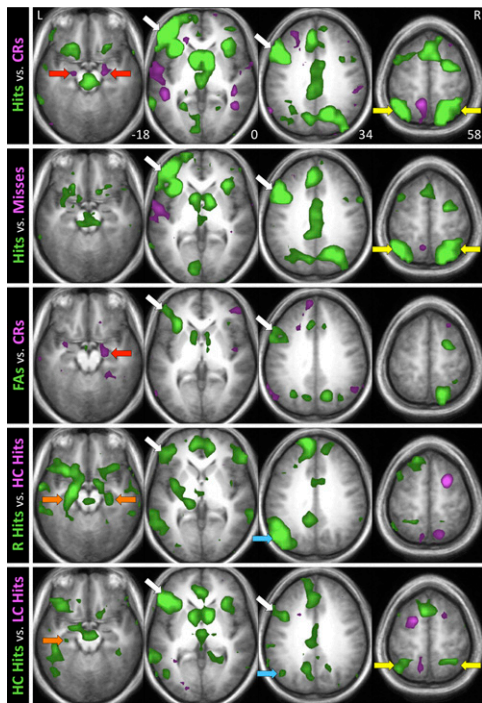 L
R
Hits vs. CRs
-18
0
34
58
Hits vs. Misses
FAs vs. CRs
R Hits vs. HC Hits
HC Hits vs. LC Hits